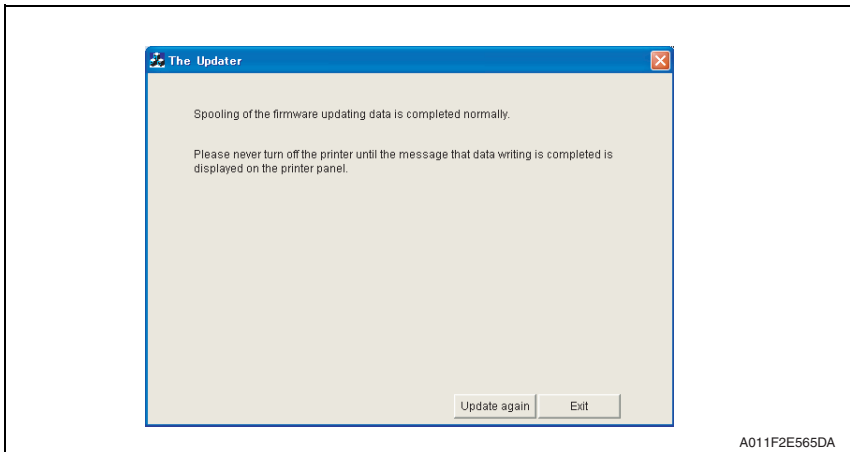 The Updater
Spooling of the firmware updating data is completed normally.
Please never turn off the printer until the message that data writing is completed is
displayed on the printer panel.
Update again Exit
A011F2E565DA